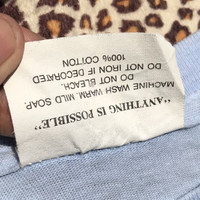 "ANYTHING IS
POSSIBLE"
MACHINE WASH WARM, MILD SOAP.
DO NOT BLEACH.
DO NOT IRON IF DECORATED
100% COTTON